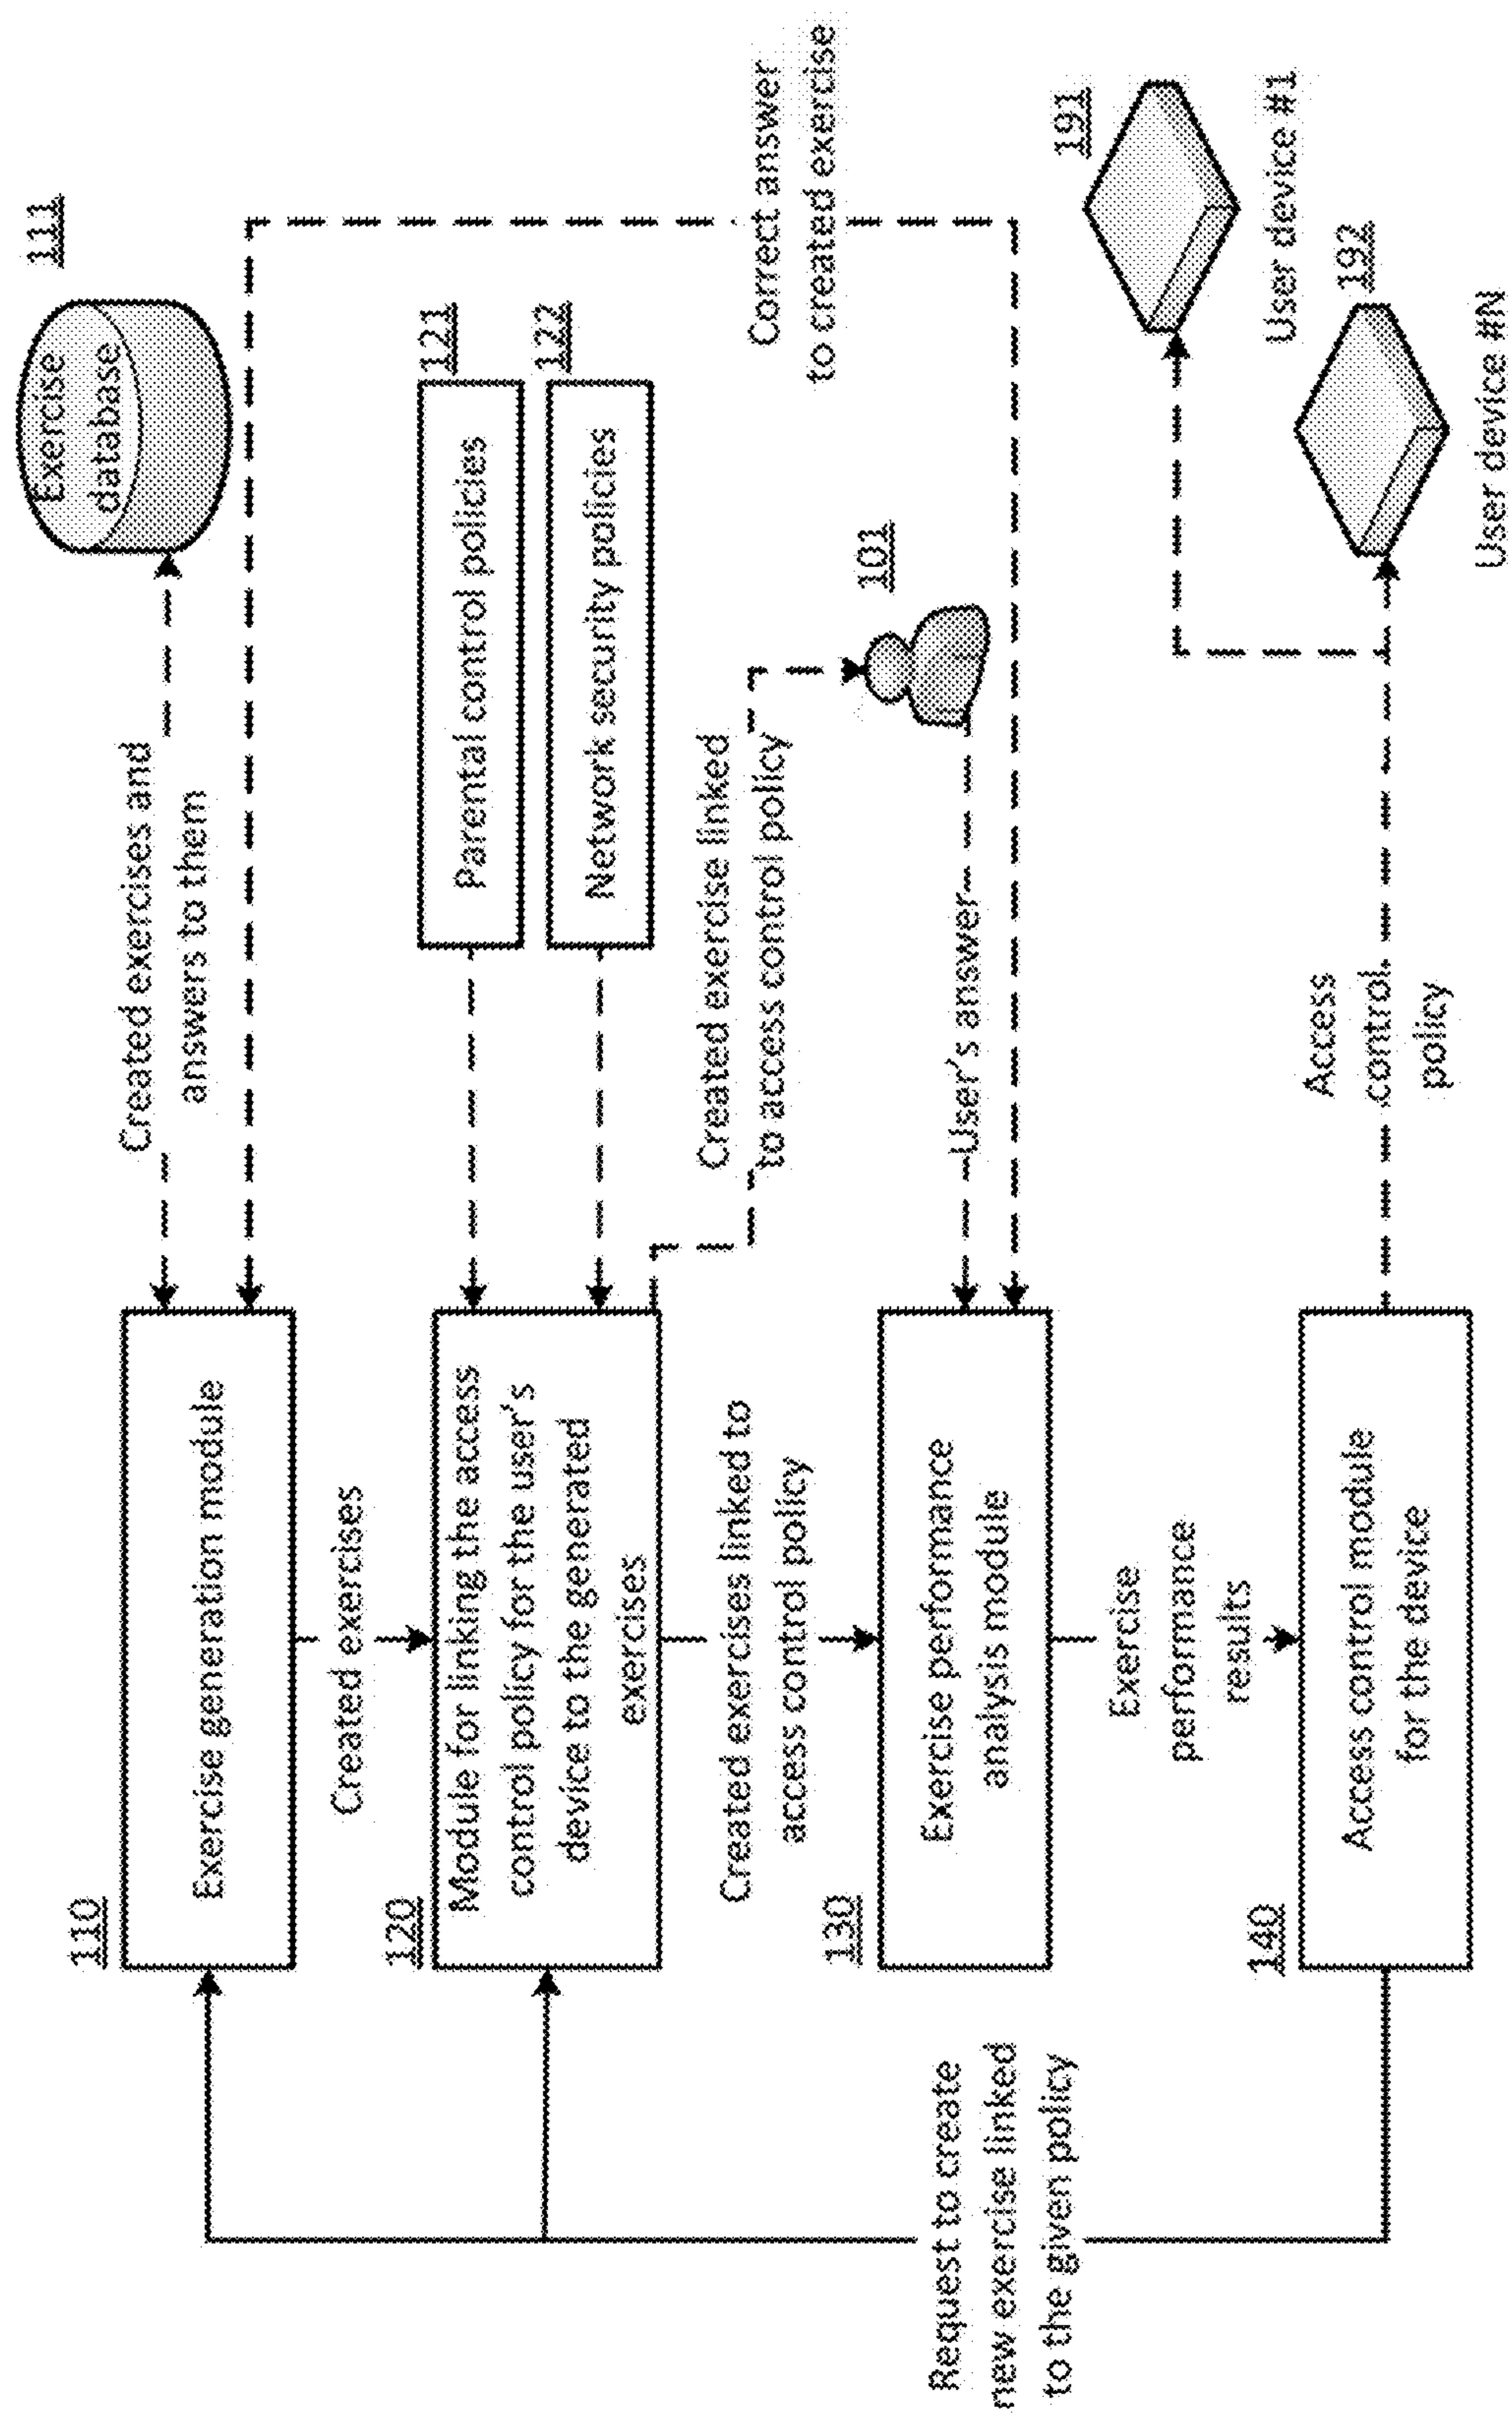 110
Exercise generation module
Created exercises and
answers to them
Exercise
database
111
Created exercises
120
Module for linking the access
control policy for the user's
device to the generated
exercises
Parental control policies
121
Network security policies
122
Created exercise linked
to access control policy
Correct answer
to created exercise
Created exercises linked to
access control policy
101
130
Exercise performance
analysis module
User's answer
Request to create
new exercise linked
to the given policy
Exercise
performance
results
191
User device #1
140
Access control module
for the device
Access
control
policy
192
User device #N